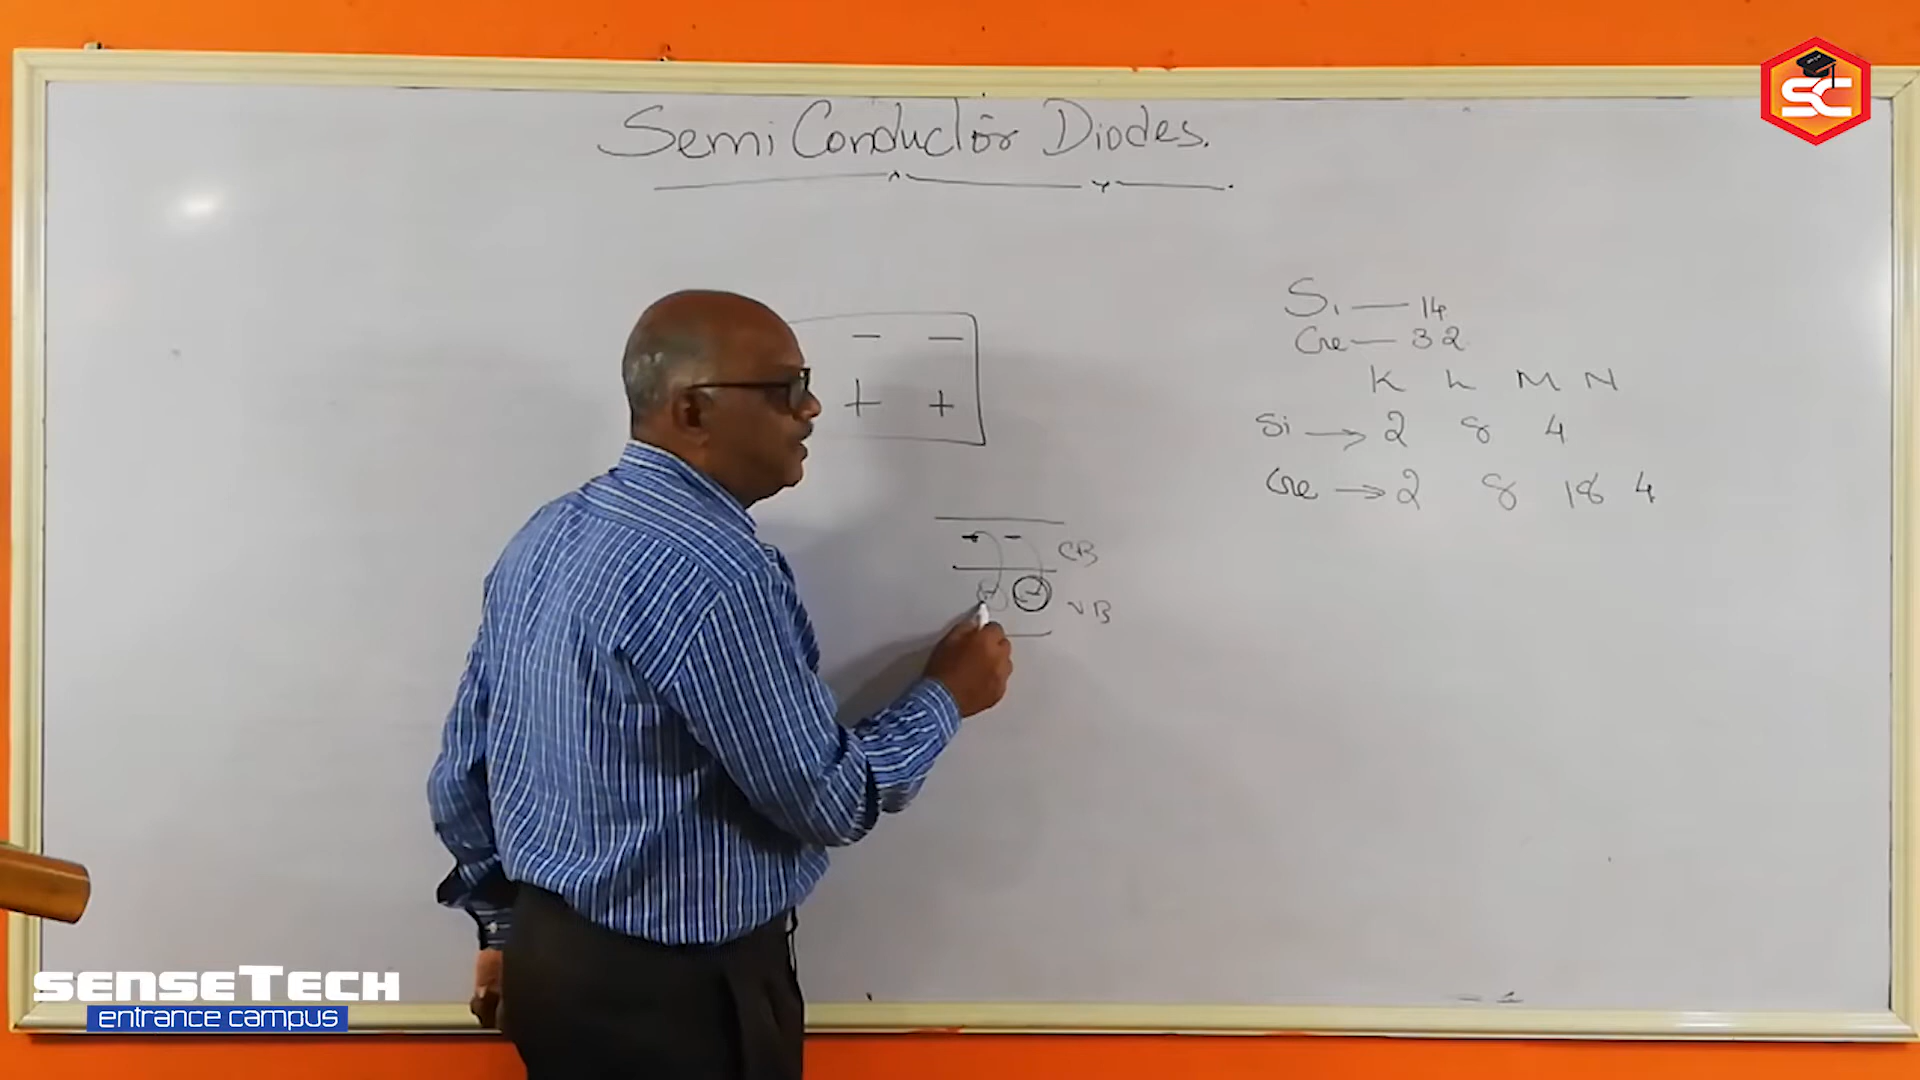 Semi Conductor Diodes.
− −
+ +
Si — 14
Ge — 32
K L M N
Si → 2 8 4
Ge → 2 8 18 4
CB
VB
SC
senseTech
entrance campus